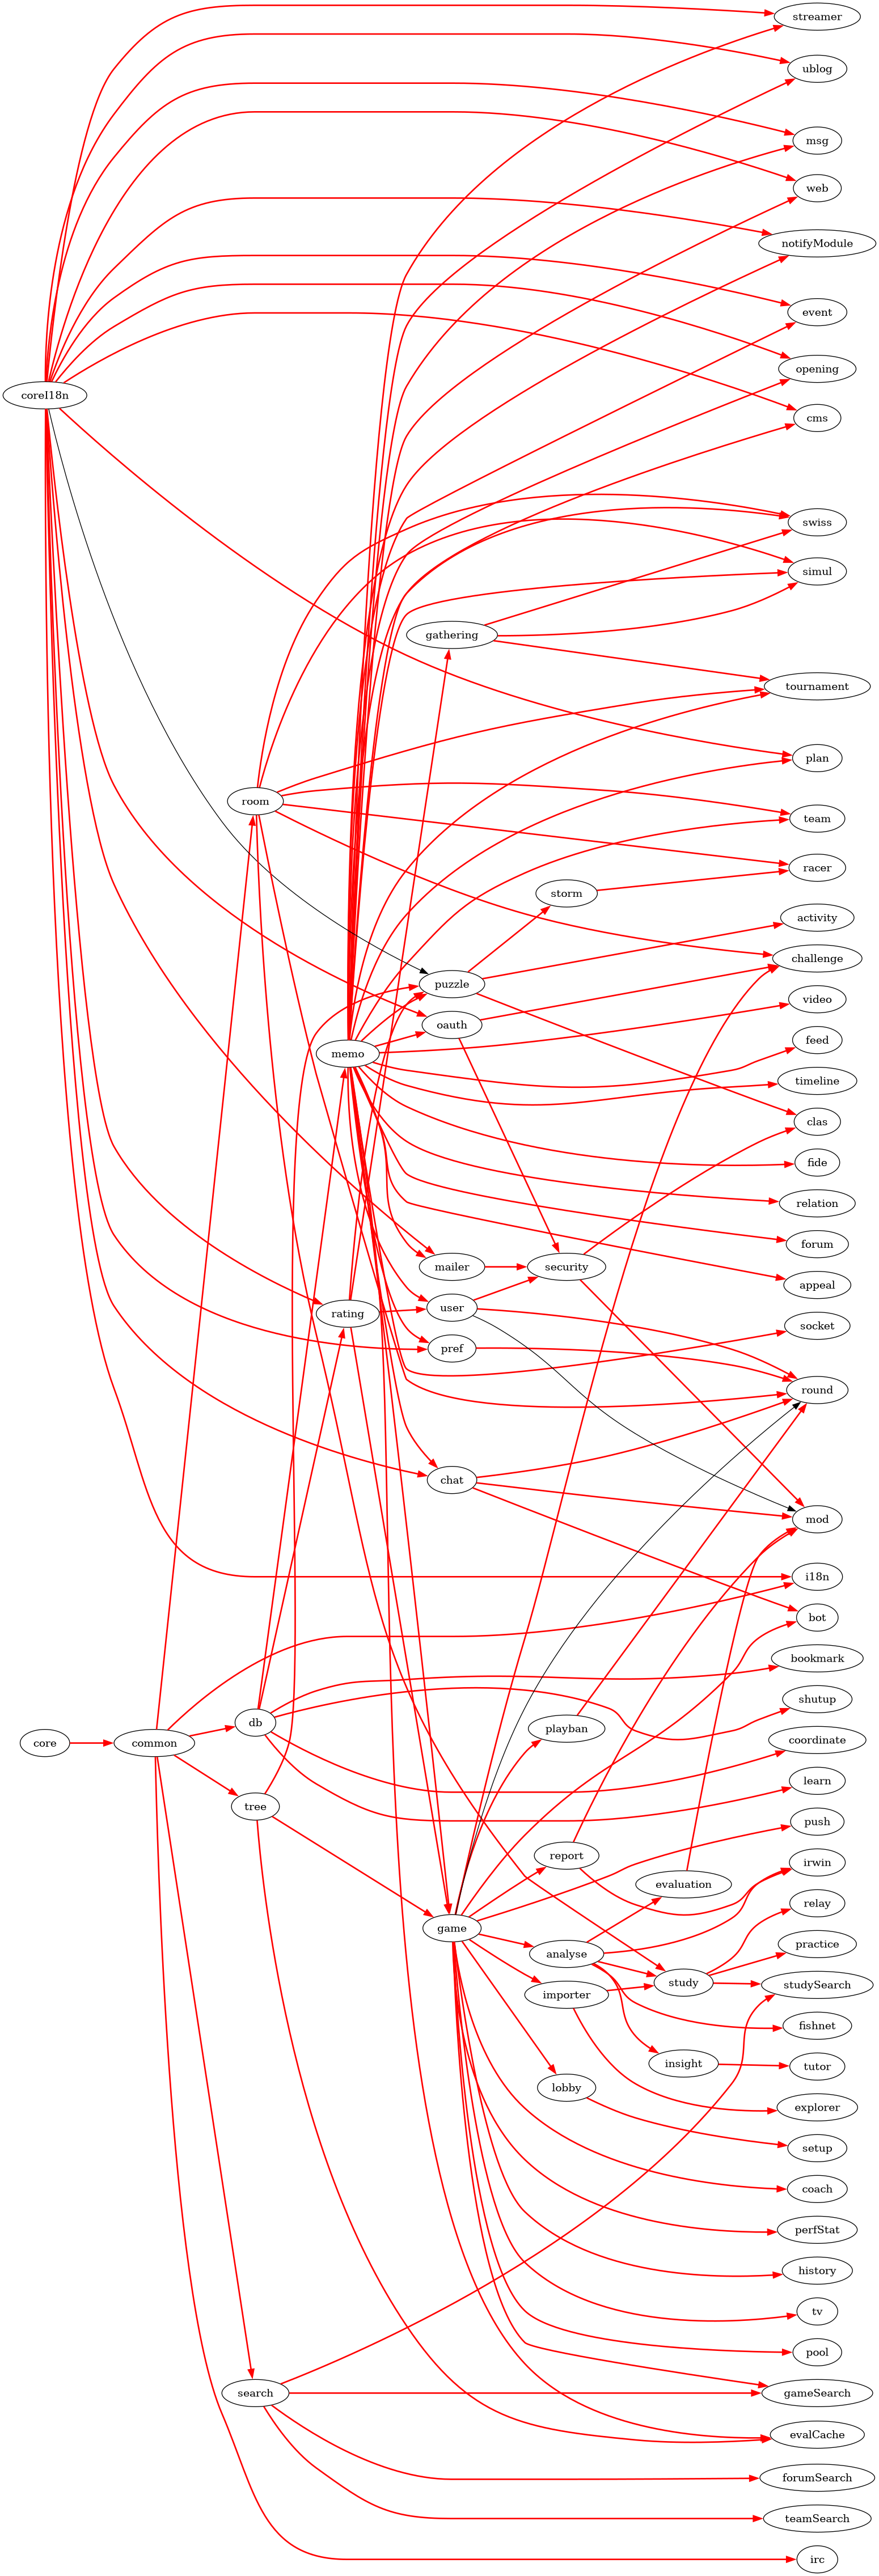 streamer
ublog
msg
web
notifyModule
event
opening
coreI18n
cms
swiss
simul
gathering
tournament
plan
room
team
racer
storm
activity
challenge
puzzle
video
oauth
feed
memo
timeline
clas
fide
relation
forum
mailer
security
appeal
user
rating
socket
pref
round
chat
mod
i18n
bot
bookmark
shutup
db
playban
coordinate
core
common
learn
tree
push
report
irwin
evaluation
relay
game
practice
analyse
study
studySearch
importer
fishnet
insight
tutor
lobby
explorer
setup
coach
perfStat
history
tv
pool
search
gameSearch
evalCache
forumSearch
teamSearch
irc